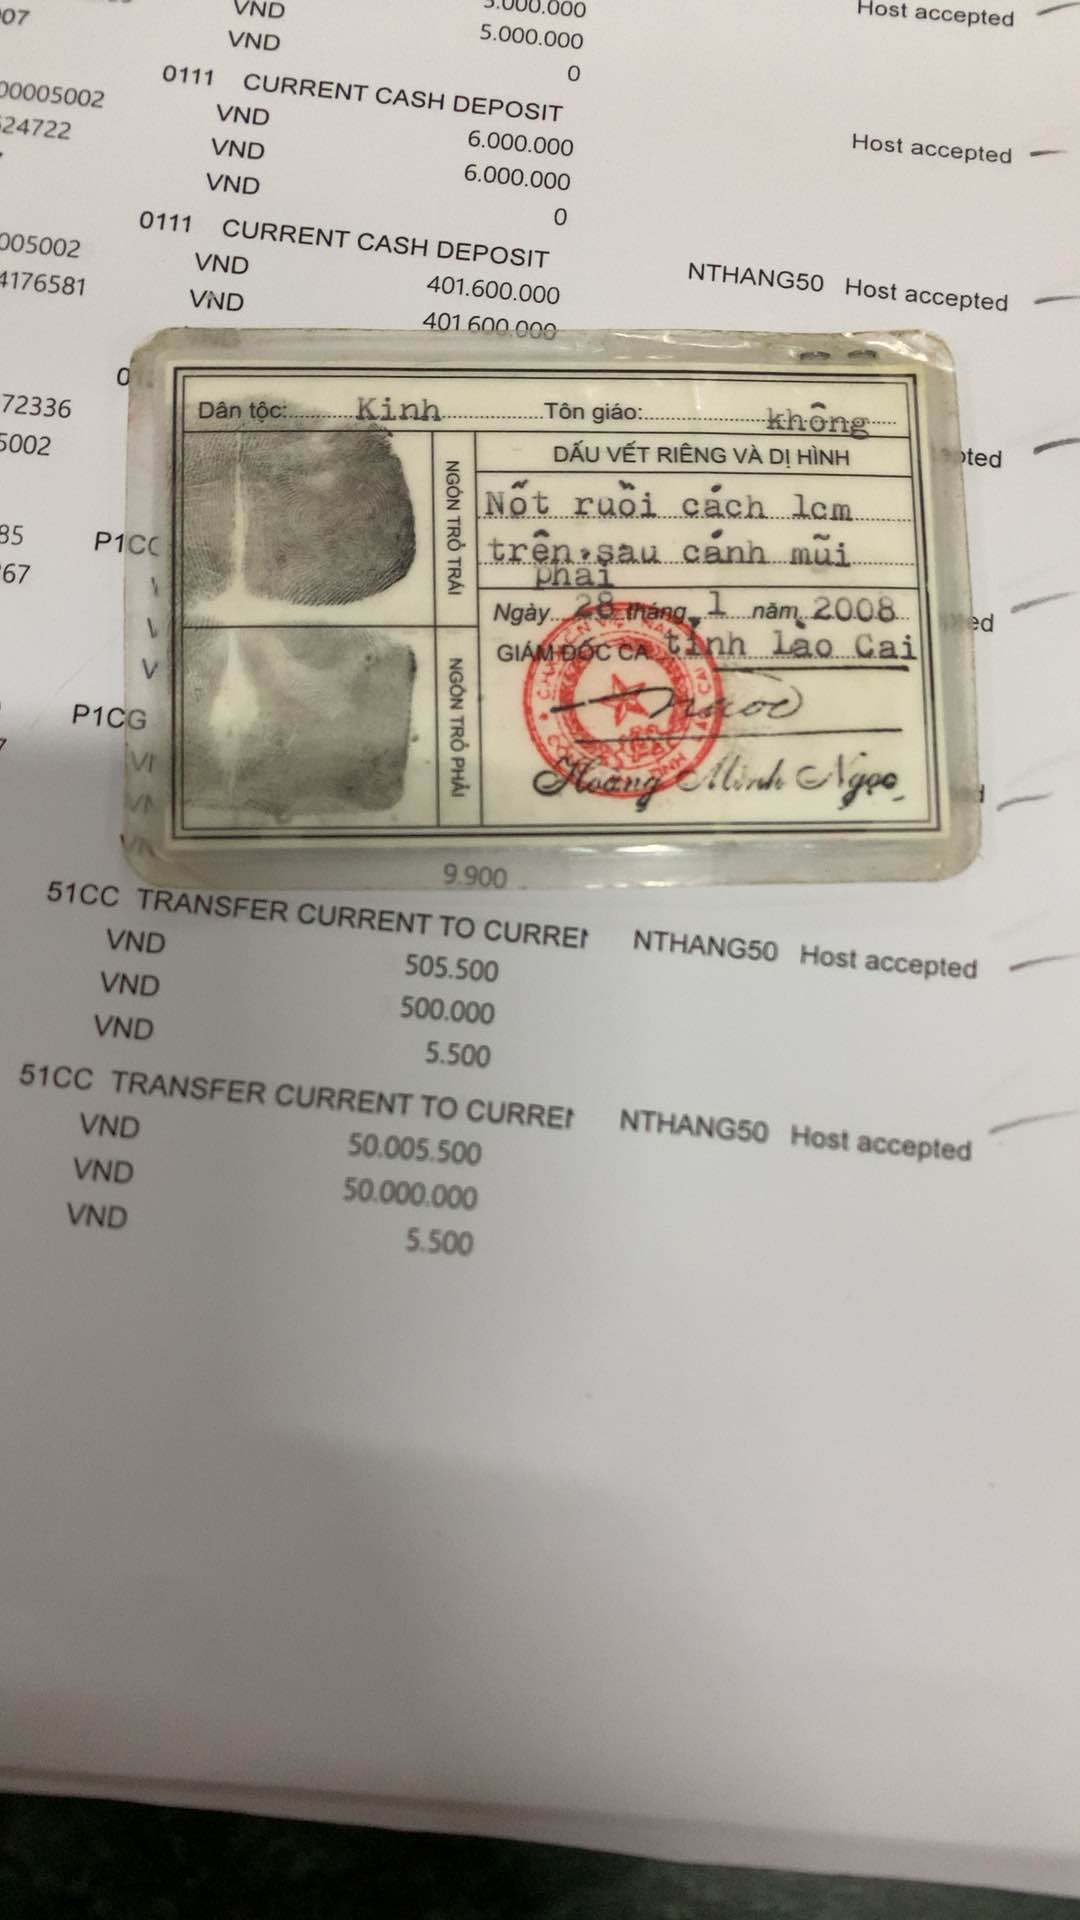 07
VND 5.000.000 Host accepted
VND 5.000.000
0
0111 CURRENT CASH DEPOSIT
00005002 VND 6.000.000 Host accepted
624722 VND 6.000.000
VND 0
0111 CURRENT CASH DEPOSIT NTHANG50 Host accepted
005002 VND 401.600.000
4176581 VND 401.600.000
72336
5002
85 P1CC
67
P1CG
Dân tộc: Kinh Tôn giáo: không
NGÓN TRỎ TRÁI
DẤU VẾT RIÊNG VÀ DỊ HÌNH
Nốt ruồi cách 1cm
trên sau cánh mũi
phải
Ngày 28 tháng 1 năm 2008
GIÁM ĐỐC CA tỉnh Lào Cai
NGÓN TRỎ PHẢI
Hoàng Minh Ngọc
9.900
51CC TRANSFER CURRENT TO CURREN NTHANG50 Host accepted
VND 505.500
VND 500.000
VND 5.500
51CC TRANSFER CURRENT TO CURREN NTHANG50 Host accepted
VND 50.005.500
VND 50.000.000
VND 5.500